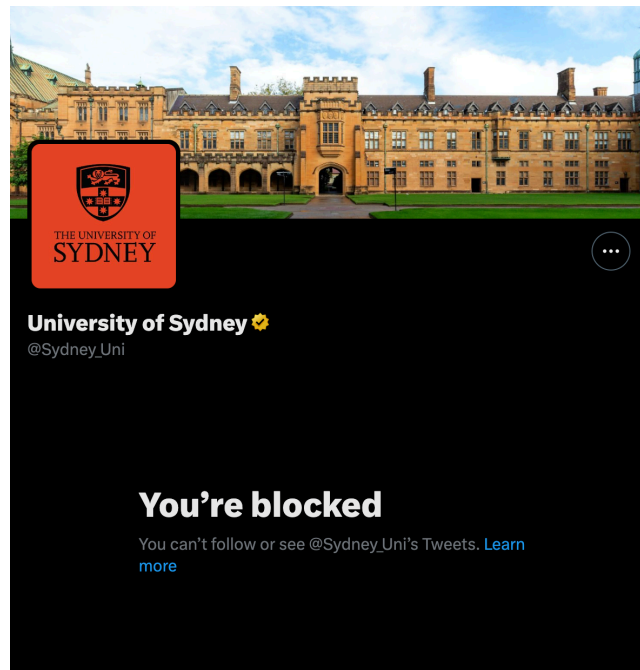 THE UNIVERSITY OF
SYDNEY
University of Sydney
@Sydney_Uni
You’re blocked
You can’t follow or see @Sydney_Uni’s Tweets. Learn
more